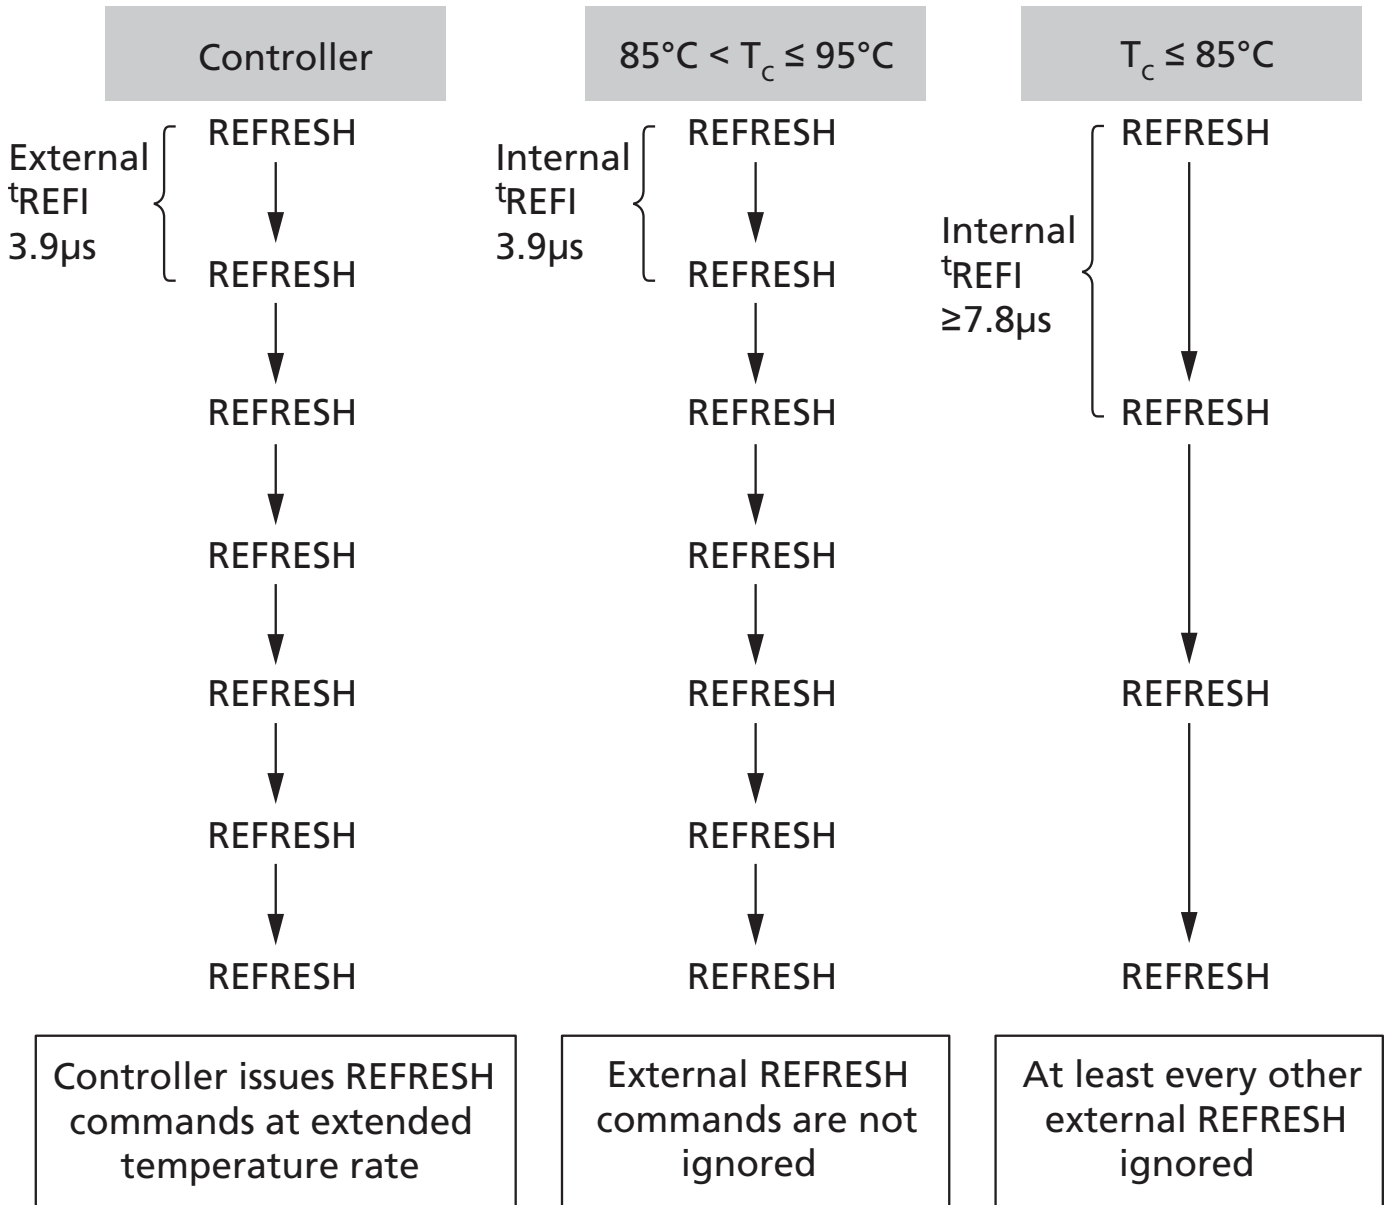 Controller
85°C < TC ≤ 95°C
TC ≤ 85°C
External
tREFI
3.9µs
REFRESH
REFRESH
REFRESH
REFRESH
REFRESH
REFRESH
REFRESH
Controller issues REFRESH
commands at extended
temperature rate
Internal
tREFI
3.9µs
REFRESH
REFRESH
REFRESH
REFRESH
REFRESH
REFRESH
REFRESH
External REFRESH
commands are not
ignored
Internal
tREFI
≥7.8µs
REFRESH
REFRESH
REFRESH
REFRESH
At least every other
external REFRESH
ignored